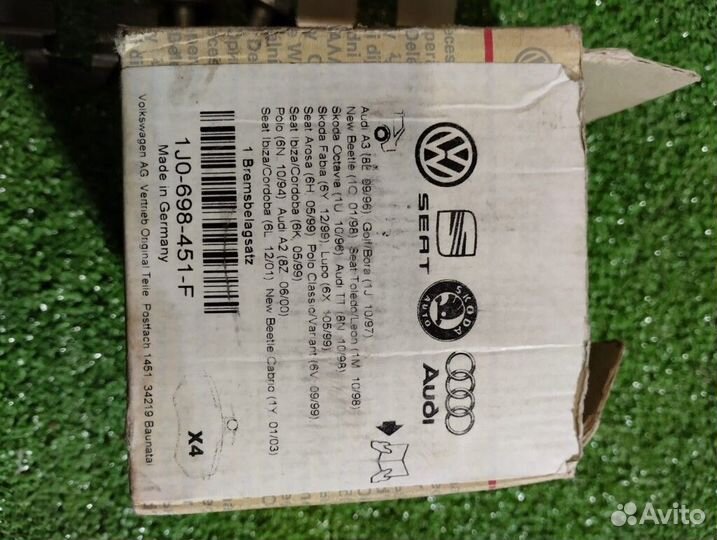 SEAT
SKODA
AUTO
Audi
Audi A3 (8L 09/96) Golf/Bora (1J 10/97)
New Beetle (1C 01/98) Seat Toledo/Leon (1M 10/98)
Skoda Octavia (1U 10/96) Audi TT (8N 10/98)
Skoda Fabia (6Y 12/99) Lupo (6X 05/99)
Seat Arosa (6H 05/99) Polo Classic/Variant (6V 09/99)
Seat Ibiza/Cordoba (6K 05/99)
Polo (6N 10/94) Audi A2 (8Z 06/00)
Seat Ibiza/Cordoba (6L 12/01) New Beetle Cabrio (1Y 01/03)
1 Bremsbelagsatz
X4
1J0-698-451-F
Made in Germany
Volkswagen AG Vertrieb Original Teile Postfach 1451 34219 Baunatal
Avito